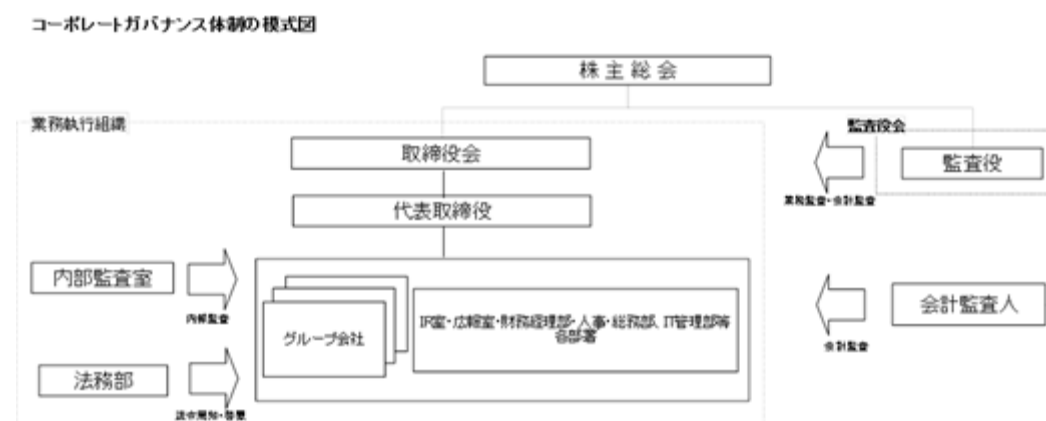 コーポレートガバナンス体制の模式図
株主総会
業務執行組織
監査役会
取締役会
監査役
業務監査・会計監査
代表取締役
内部監査室
内部監査
グループ会社
IR室・広報室・財務経理部・人事・総務部、IT管理部等
各部署
会計監査人
会計監査
法務部
法令周知・啓蒙